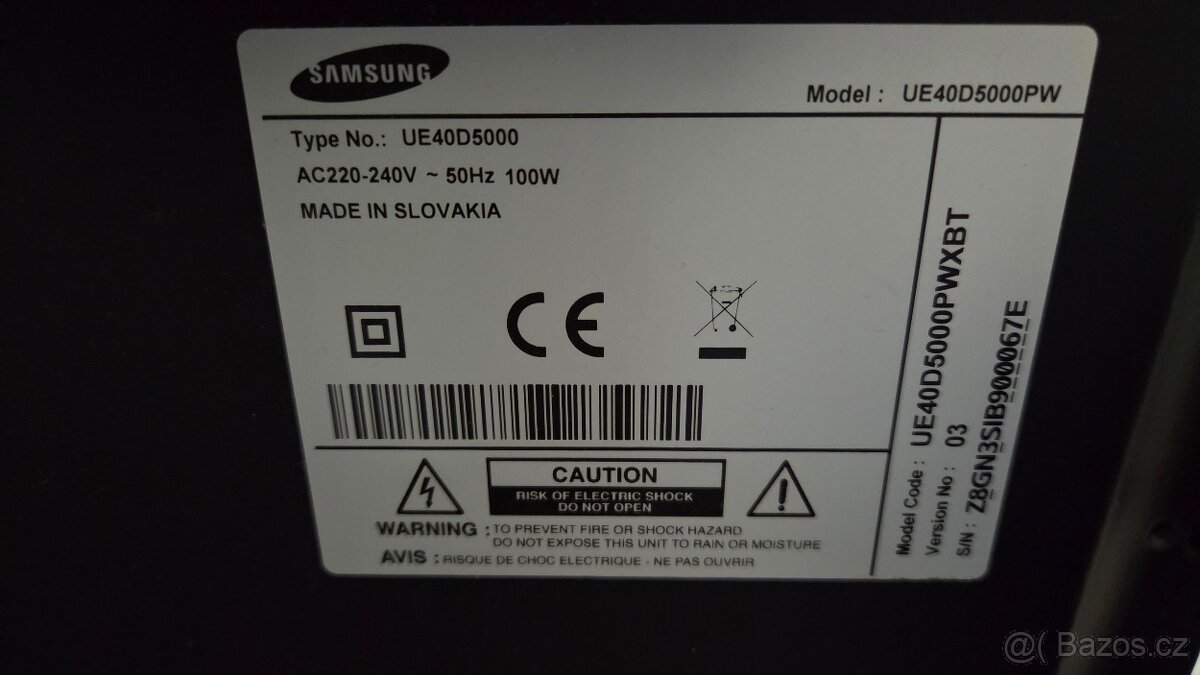 SAMSUNG
Model : UE40D5000PW
Type No.: UE40D5000
AC220-240V ~ 50Hz 100W
MADE IN SLOVAKIA
CE
CAUTION
RISK OF ELECTRIC SHOCK
DO NOT OPEN
WARNING : TO PREVENT FIRE OR SHOCK HAZARD
DO NOT EXPOSE THIS UNIT TO RAIN OR MOISTURE
AVIS : RISQUE DE CHOC ELECTRIQUE - NE PAS OUVRIR
Model Code : UE40D5000PWXBT
Version No : 03
S/N : Z8GN3SIB900067E
@( Bazos.cz